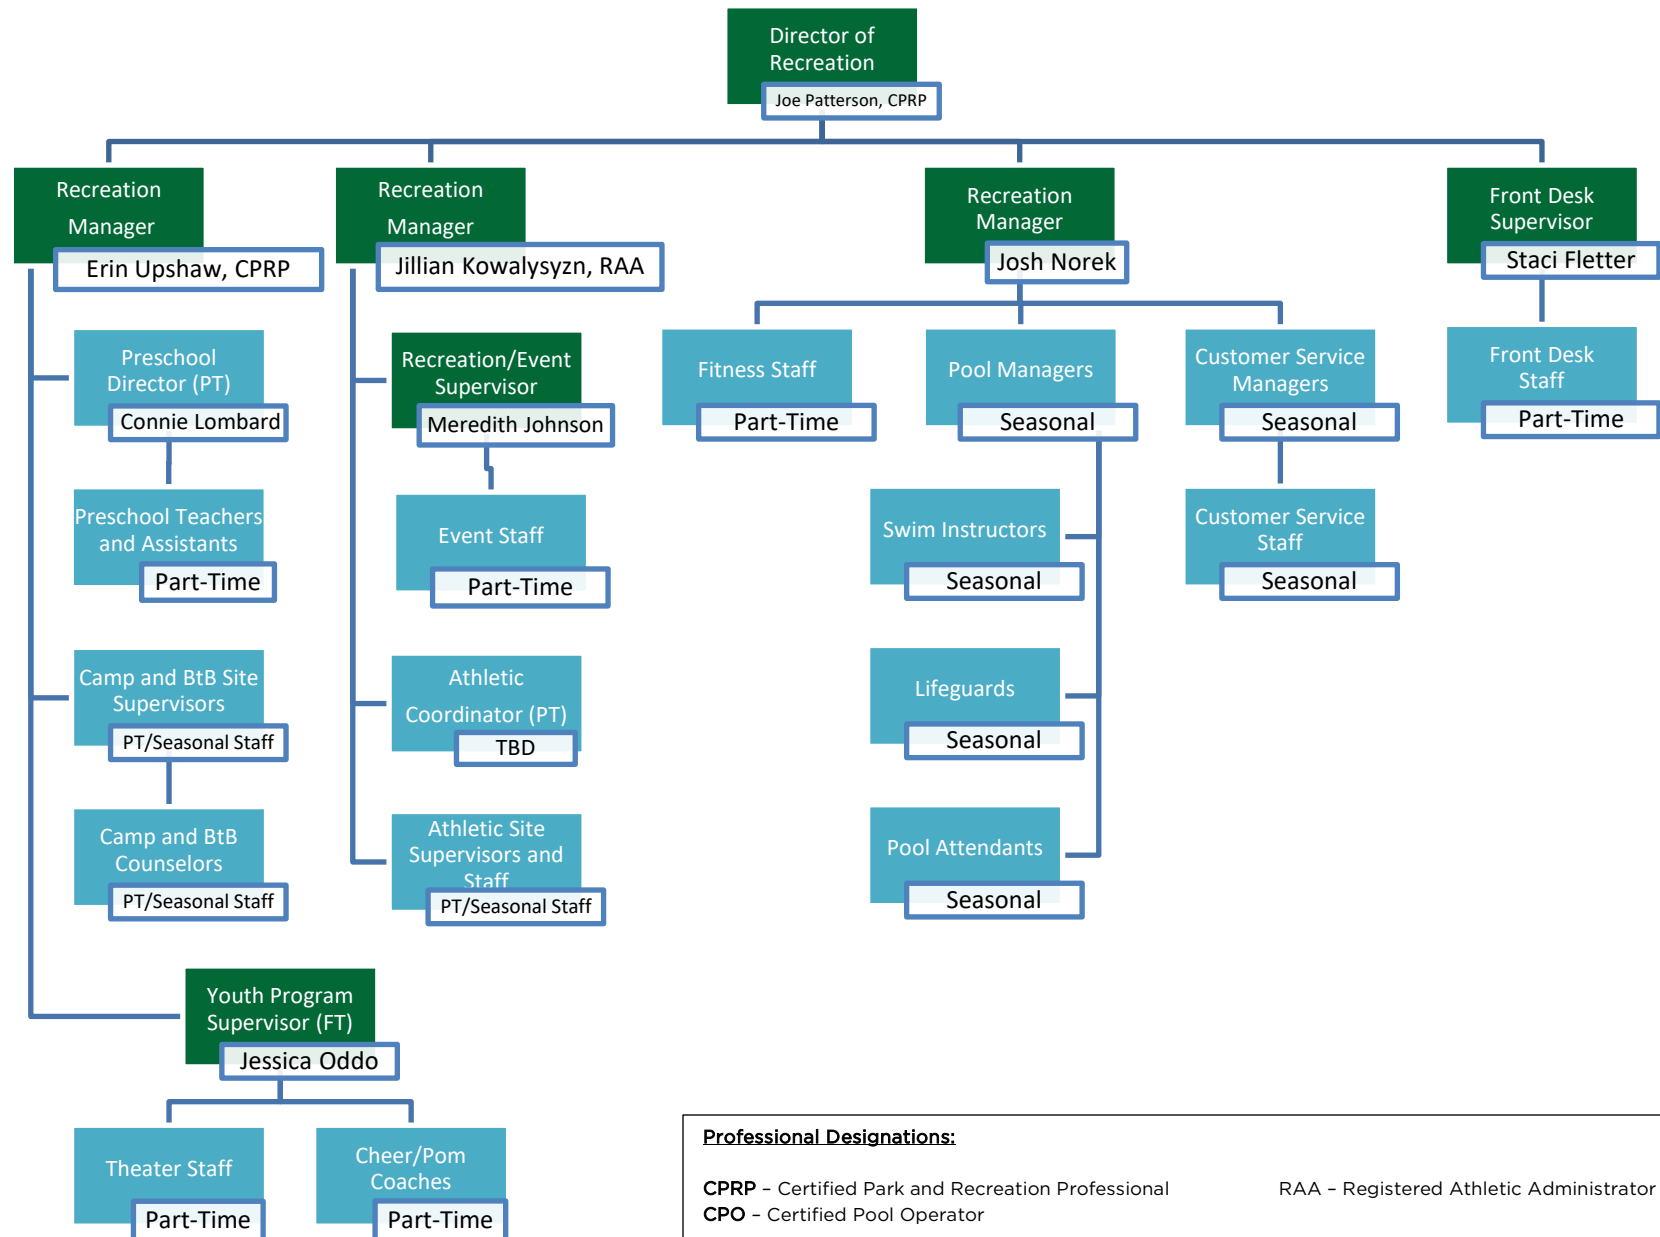 Director of
Recreation
Joe Patterson, CPRP
Recreation
Manager
Erin Upshaw, CPRP
Recreation
Manager
Jillian Kowalysyzn, RAA
Recreation
Manager
Josh Norek
Front Desk
Supervisor
Staci Fletter
Preschool
Director (PT)
Connie Lombard
Recreation/Event
Supervisor
Meredith Johnson
Fitness Staff
Part-Time
Pool Managers
Seasonal
Customer Service
Managers
Seasonal
Front Desk
Staff
Part-Time
Preschool Teachers
and Assistants
Part-Time
Event Staff
Part-Time
Swim Instructors
Seasonal
Customer Service
Staff
Seasonal
Camp and BtB Site
Supervisors
PT/Seasonal Staff
Athletic
Coordinator (PT)
TBD
Lifeguards
Seasonal
Camp and BtB
Counselors
PT/Seasonal Staff
Athletic Site
Supervisors and
Staff
PT/Seasonal Staff
Pool Attendants
Seasonal
Youth Program
Supervisor (FT)
Jessica Oddo
Theater Staff
Part-Time
Cheer/Pom
Coaches
Part-Time
Professional Designations:
CPRP – Certified Park and Recreation Professional
RAA – Registered Athletic Administrator
CPO – Certified Pool Operator